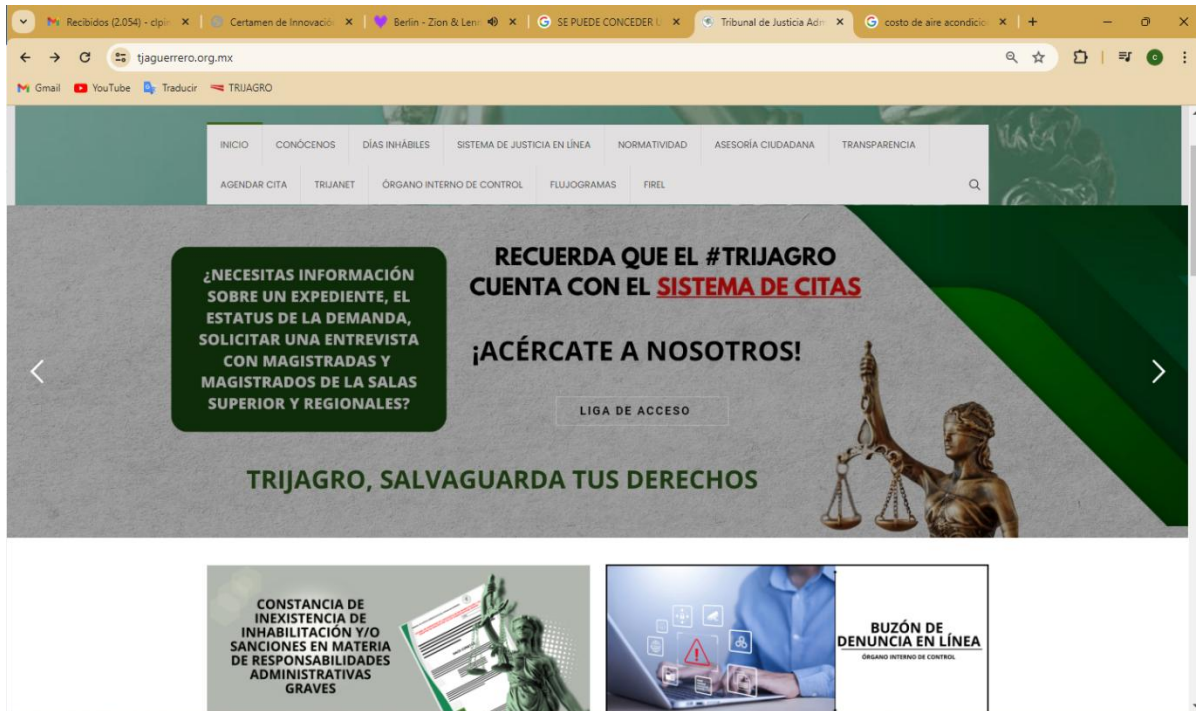 Recibidos (2.054) - clpin
Certamen de Innovació
Berlin - Zion & Lenn
SE PUEDE CONCEDER U
Tribunal de Justicia Adm
costo de aire acondicio
tjaguerrero.org.mx
C
Gmail
YouTube
Traducir
TRIJAGRO
INICIO CONÓCENOS DÍAS INHÁBILES SISTEMA DE JUSTICIA EN LÍNEA NORMATIVIDAD ASESORÍA CIUDADANA TRANSPARENCIA
AGENDAR CITA TRIJANET ÓRGANO INTERNO DE CONTROL FLUJOGRAMAS FIREL
¿NECESITAS INFORMACIÓN
SOBRE UN EXPEDIENTE, EL
ESTATUS DE LA DEMANDA,
SOLICITAR UNA ENTREVISTA
CON MAGISTRADAS Y
MAGISTRADOS DE LA SALAS
SUPERIOR Y REGIONALES?
RECUERDA QUE EL #TRIJAGRO
CUENTA CON EL SISTEMA DE CITAS
¡ACÉRCATE A NOSOTROS!
LIGA DE ACCESO
TRIJAGRO, SALVAGUARDA TUS DERECHOS
CONSTANCIA DE
INEXISTENCIA DE
INHABILITACIÓN Y/O
SANCIONES EN MATERIA
DE RESPONSABILIDADES
ADMINISTRATIVAS
GRAVES
BUZÓN DE
DENUNCIA EN LÍNEA
ÓRGANO INTERNO DE CONTROL